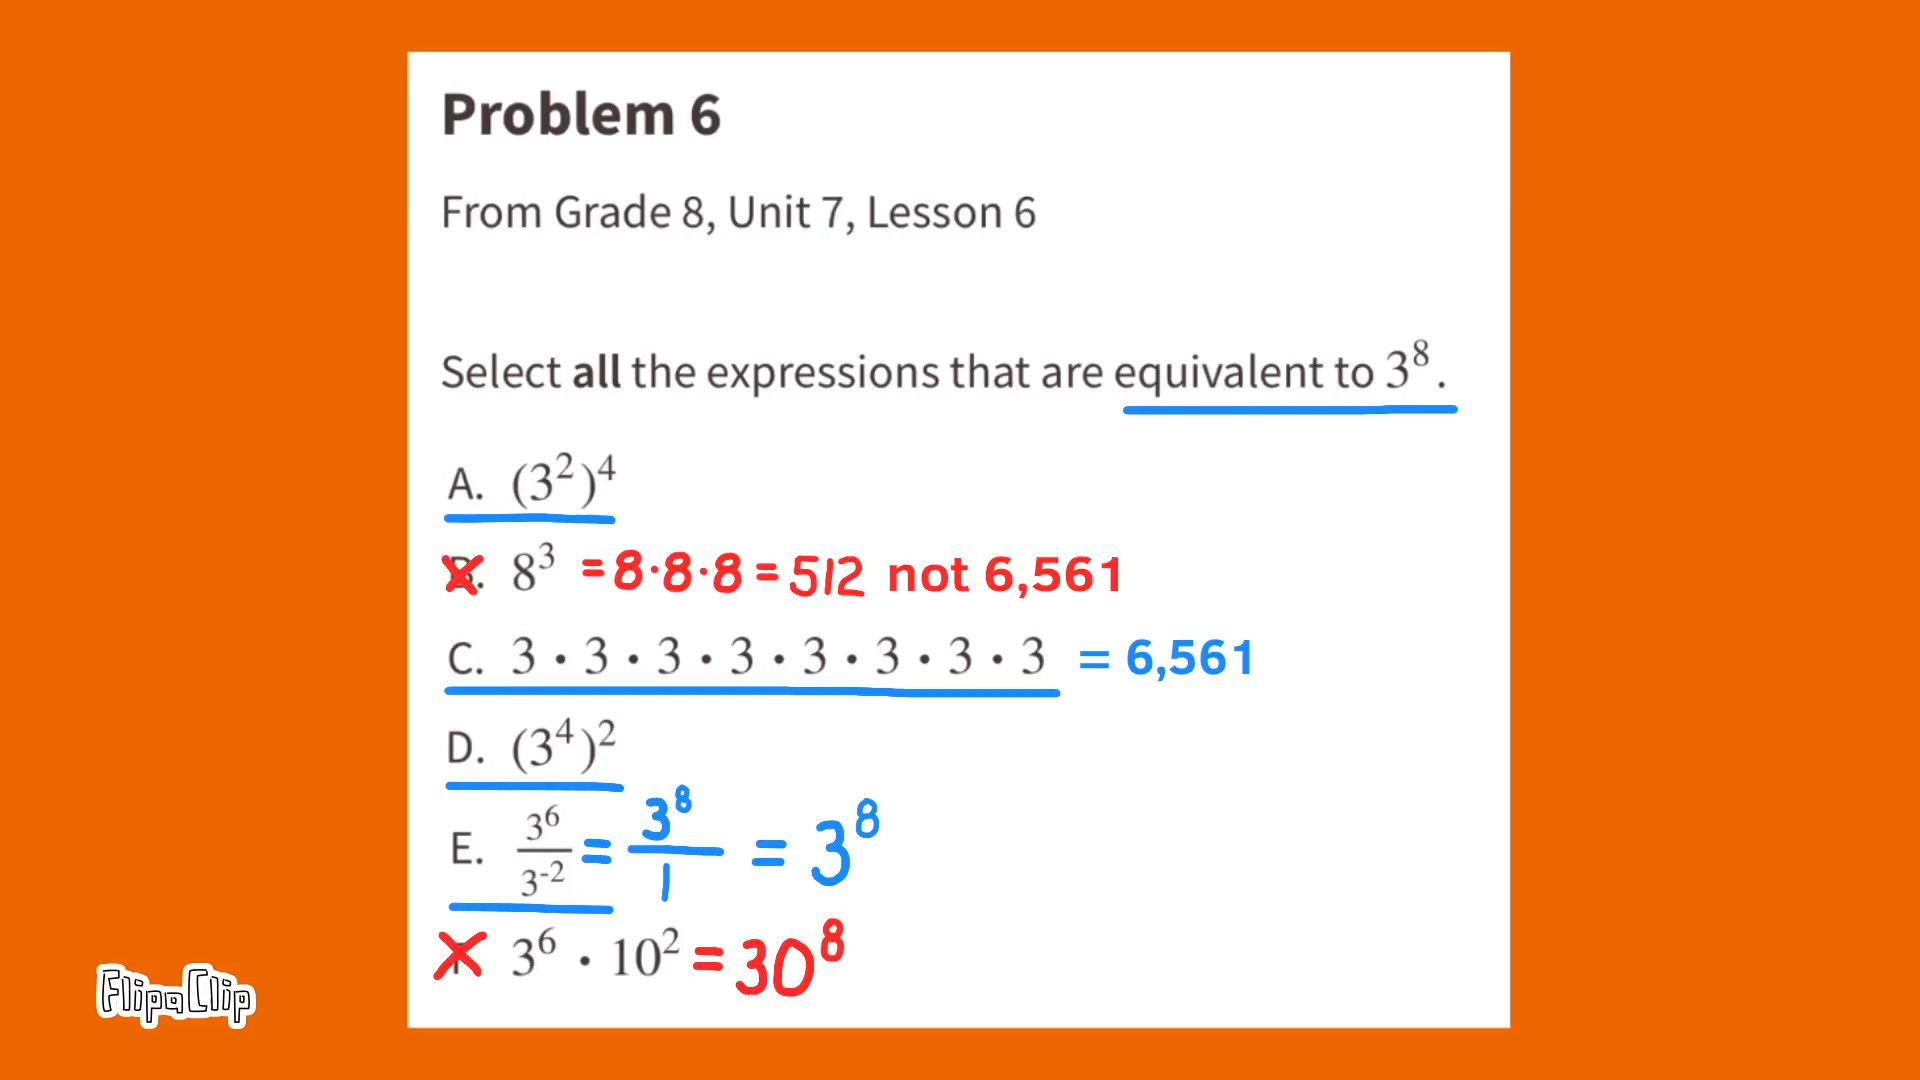 Problem 6
From Grade 8, Unit 7, Lesson 6
Select all the expressions that are equivalent to 3⁸.
A. (3²)⁴
B. 8³ = 8·8·8 = 512 not 6,561
C. 3 · 3 · 3 · 3 · 3 · 3 · 3 · 3 = 6,561
D. (3⁴)²
E. 3⁶/3⁻² = 3⁸/1 = 3⁸
3⁶ · 10² = 30⁸
FlipaClip